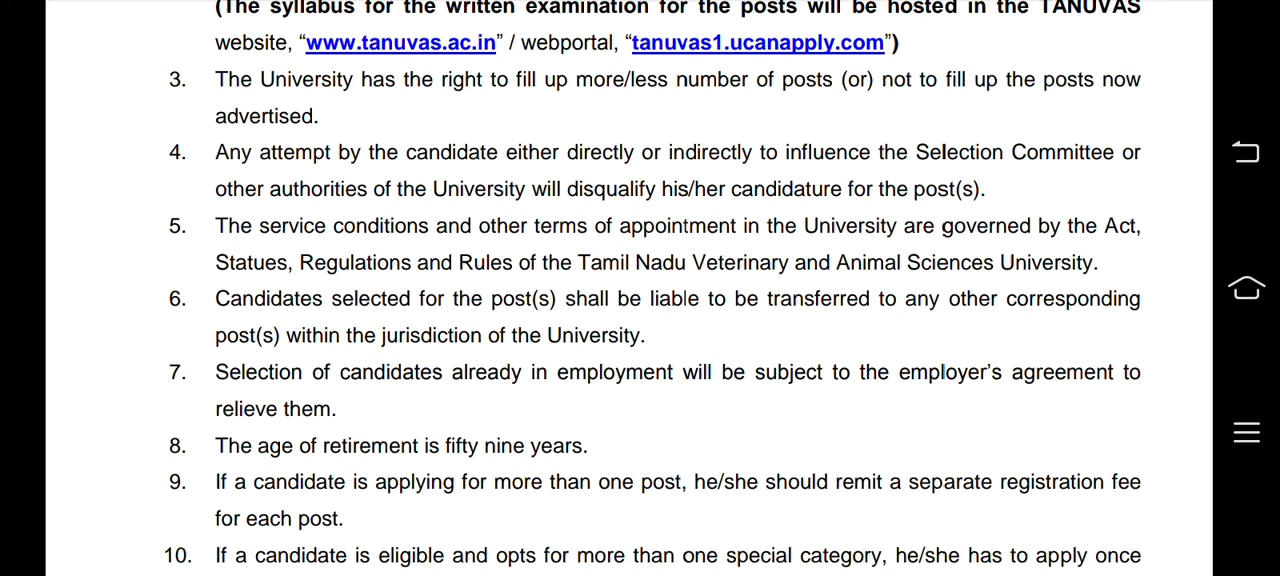 (The syllabus for the written examination for the posts will be hosted in the TANUVAS
website, “www.tanuvas.ac.in” / webportal, “tanuvas1.ucanapply.com”)
3. The University has the right to fill up more/less number of posts (or) not to fill up the posts now
advertised.
4. Any attempt by the candidate either directly or indirectly to influence the Selection Committee or
other authorities of the University will disqualify his/her candidature for the post(s).
5. The service conditions and other terms of appointment in the University are governed by the Act,
Statues, Regulations and Rules of the Tamil Nadu Veterinary and Animal Sciences University.
6. Candidates selected for the post(s) shall be liable to be transferred to any other corresponding
post(s) within the jurisdiction of the University.
7. Selection of candidates already in employment will be subject to the employer’s agreement to
relieve them.
8. The age of retirement is fifty nine years.
9. If a candidate is applying for more than one post, he/she should remit a separate registration fee
for each post.
10. If a candidate is eligible and opts for more than one special category, he/she has to apply once